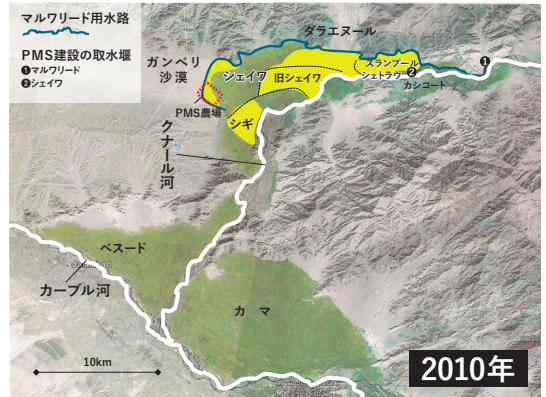 マルワリード用水路
PMS建設の取水堰
❶マルワリード
❷シェイワ
ダラエヌール
ガンベリ
沙漠
シェイワ
旧シェイワ
スランプール
シェトラウ
❷
❶
カシコート
PMS農場
シギ
クナール河
ベスード
カーブル河
カ マ
10km
2010年